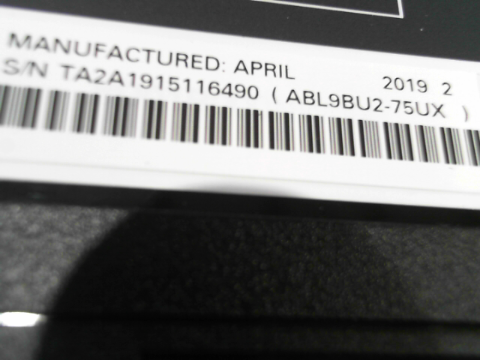 MANUFACTURED: APRIL 2019 2
S/N TA2A1915116490 ( ABL9BU2-75UX )